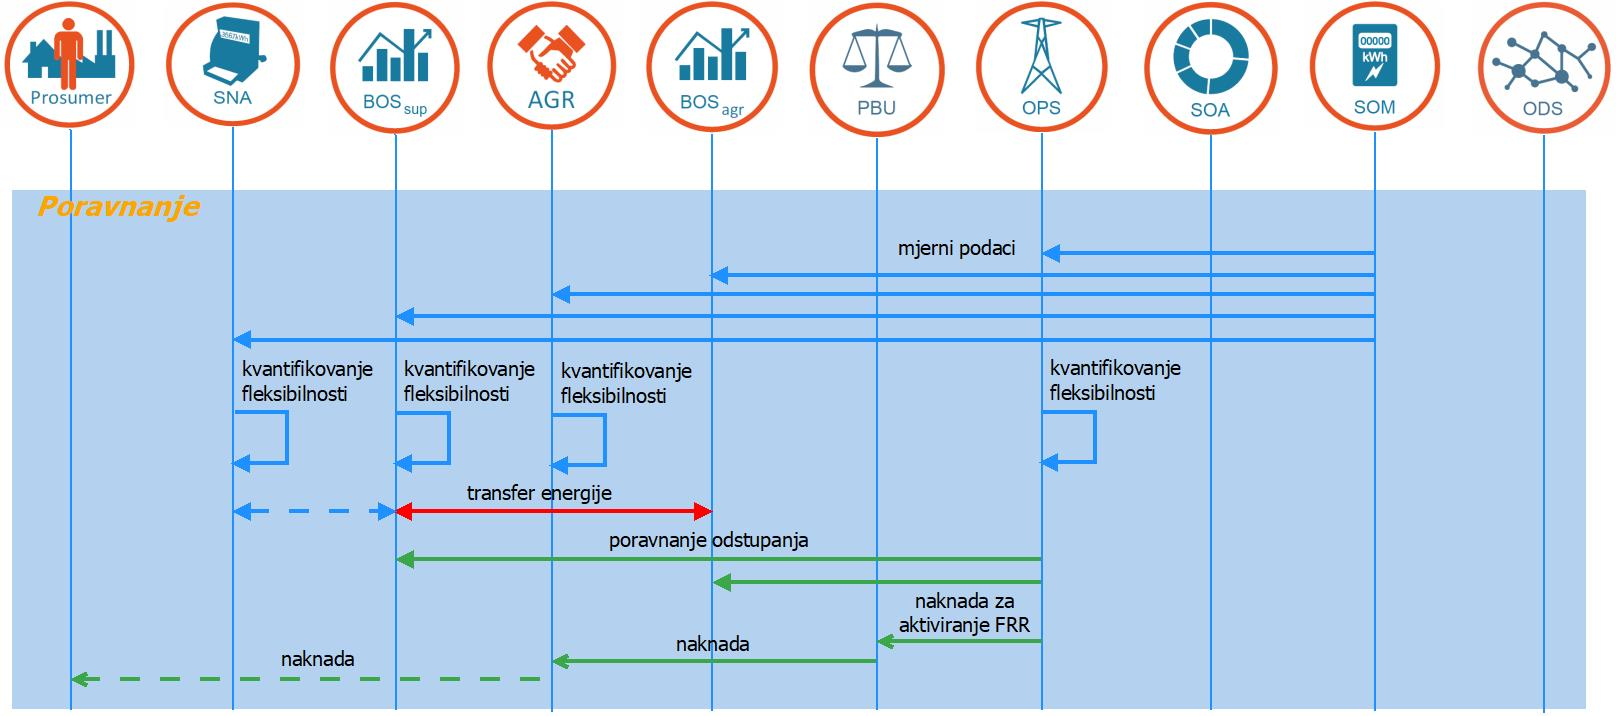 Prosumer
SNA
BOS sup
AGR
BOS agr
PBU
OPS
SOA
00000
kWh
SOM
ODS
Poravnanje
mjerni podaci
kvantifikovanje
fleksibilnosti
kvantifikovanje
fleksibilnosti
kvantifikovanje
fleksibilnosti
kvantifikovanje
fleksibilnosti
transfer energije
poravnanje odstupanja
naknada za
aktiviranje FRR
naknada
naknada